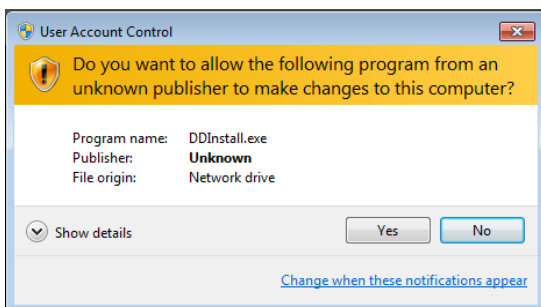 User Account Control
Do you want to allow the following program from an
unknown publisher to make changes to this computer?
Program name: DDInstall.exe
Publisher: Unknown
File origin: Network drive
Show details
Yes
No
Change when these notifications appear